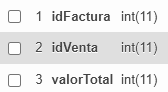 1 idFactura int(11)
2 idVenta int(11)
3 valorTotal int(11)